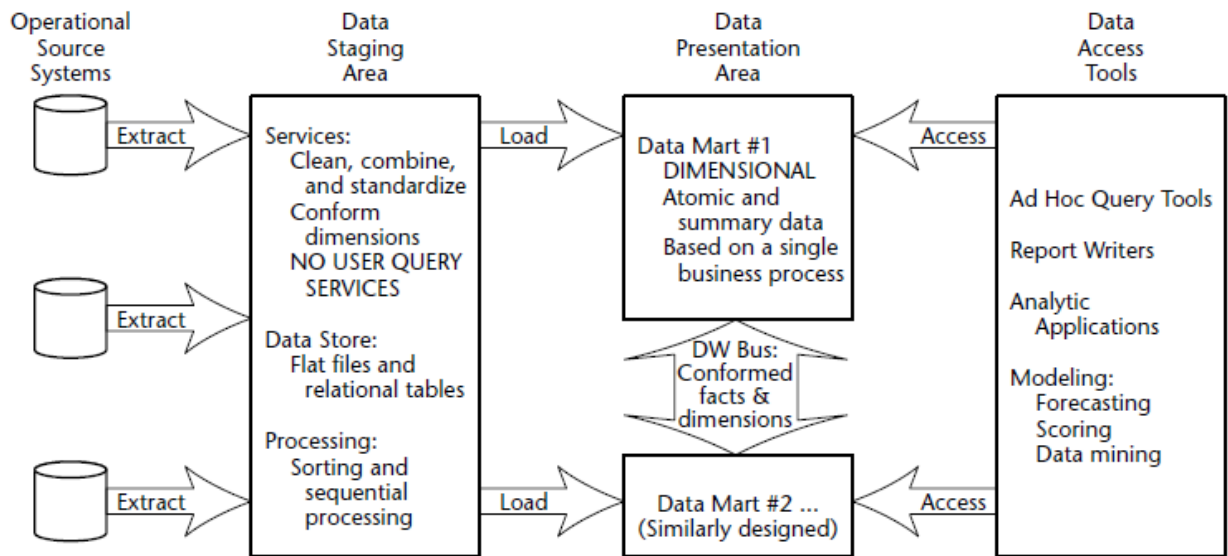 Operational
Source
Systems
Data
Staging
Area
Data
Presentation
Area
Data
Access
Tools
Extract
Extract
Extract
Services:
Clean, combine,
and standardize
Conform
dimensions
NO USER QUERY
SERVICES
Data Store:
Flat files and
relational tables
Processing:
Sorting and
sequential
processing
Load
Load
Data Mart #1
DIMENSIONAL
Atomic and
summary data
Based on a single
business process
DW Bus:
Conformed
facts &
dimensions
Data Mart #2 ...
(Similarly designed)
Access
Access
Ad Hoc Query Tools
Report Writers
Analytic
Applications
Modeling:
Forecasting
Scoring
Data mining